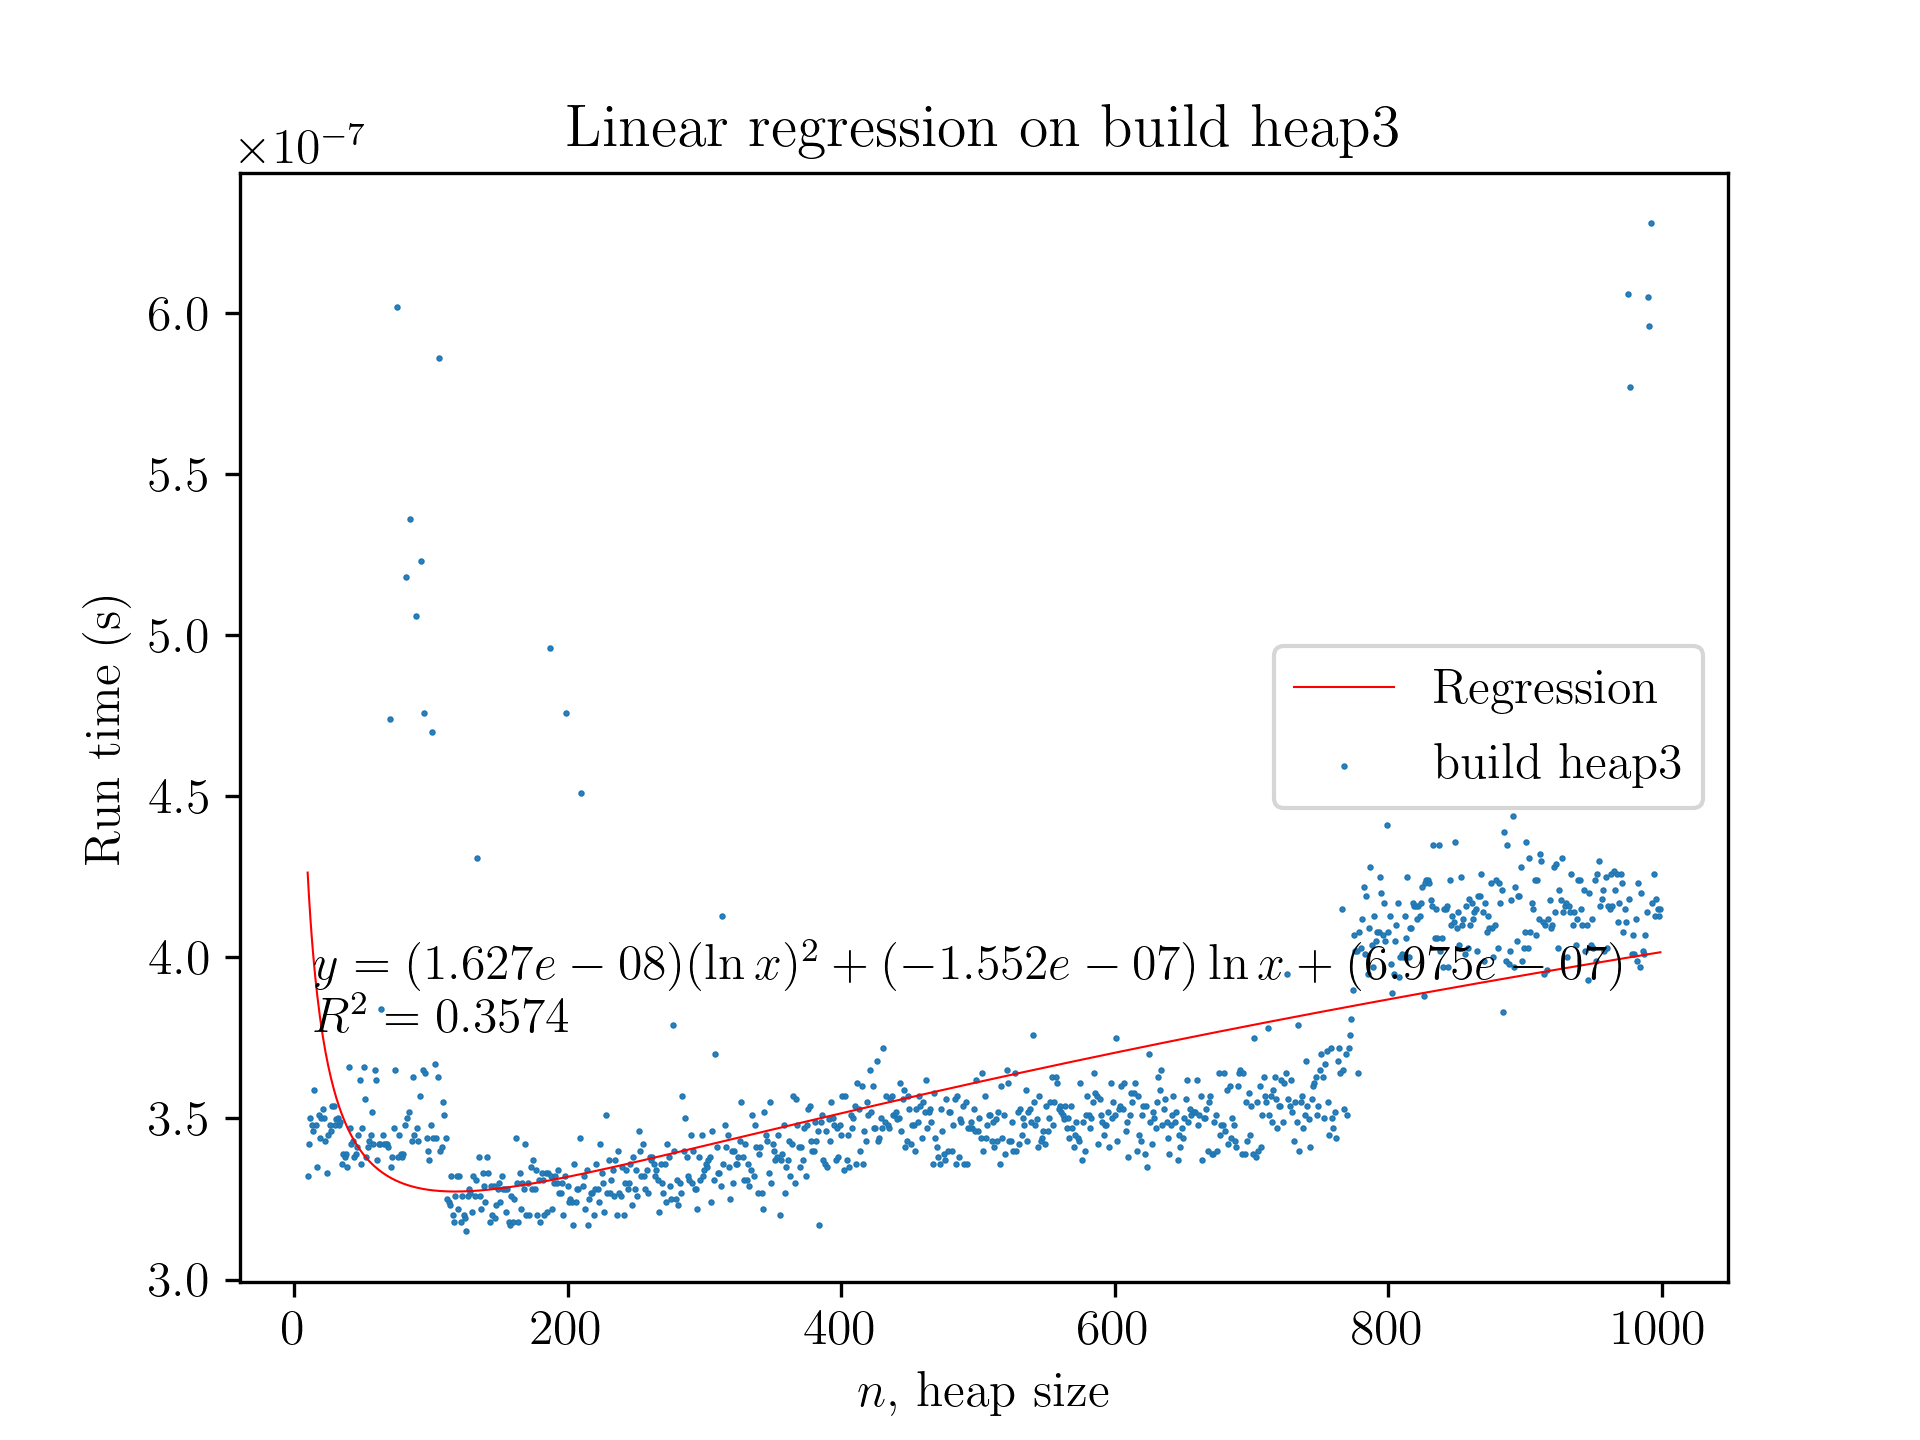 Linear regression on build heap3
×10⁻⁷
6.0
5.5
5.0
4.5
4.0
3.5
3.0
Run time (s)
Regression
build heap3
y = (1.627e − 08)(ln x)² + (−1.552e − 07) ln x + (6.975e − 07)
R² = 0.3574
0 200 400 600 800 1000
n, heap size